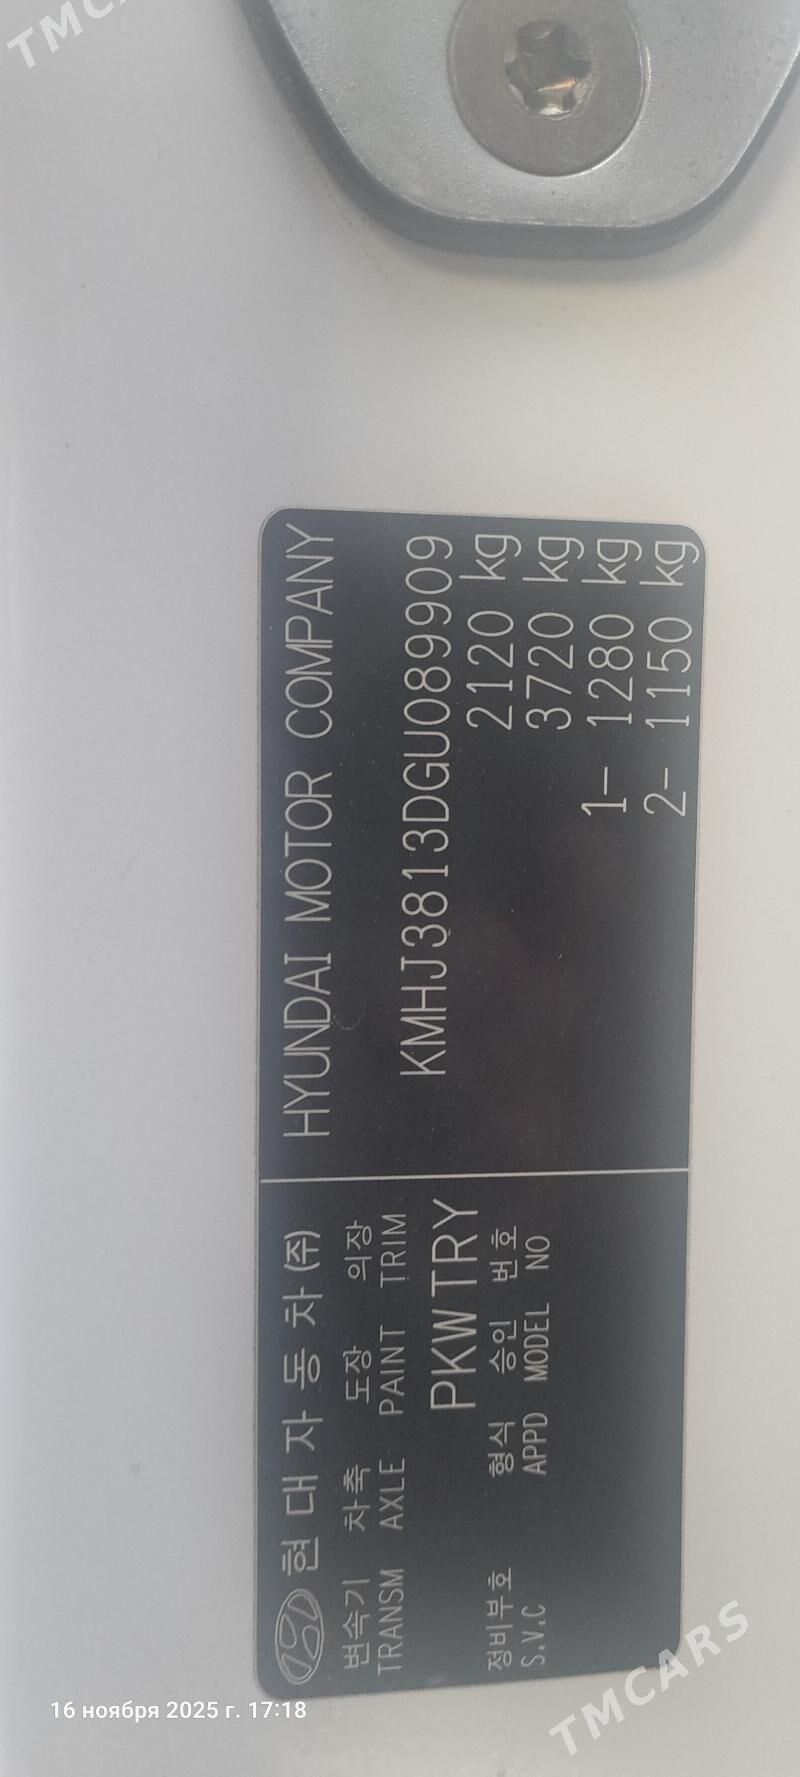 TMCA
현대자동차(주)
HYUNDAI MOTOR COMPANY
변속기 차축 도장 의장
TRANSM AXLE PAINT TRIM
PKW TRY
KMHJ3813DGU089909
2120 kg
3720 kg
1- 1280 kg
2- 1150 kg
정비부호 형식 승인 번호
S.V.C APPD MODEL NO
16 ноября 2025 г. 17:18
TMCARS